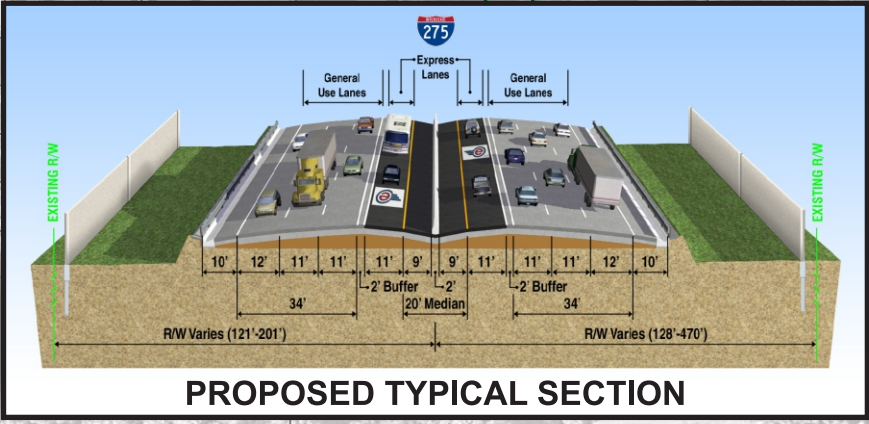 INTERSTATE
275
Express
Lanes
General
Use Lanes
General
Use Lanes
EXISTING R/W
EXISTING R/W
10' 12' 11' 11' 11' 9' 9' 11' 11' 11' 12' 10'
2' Buffer 2' 2' Buffer
34' 20' Median 34'
R/W Varies (121'-201') R/W Varies (128'-470')
PROPOSED TYPICAL SECTION